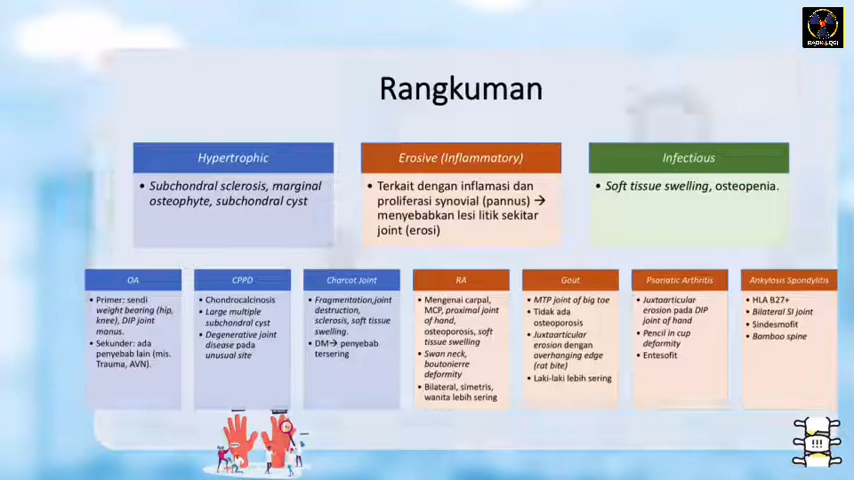 RADIOLOGI
Rangkuman
Hypertrophic
• Subchondral sclerosis, marginal
osteophyte, subchondral cyst
Erosive (Inflammatory)
• Terkait dengan inflamasi dan
proliferasi synovial (pannus) →
menyebabkan lesi litik sekitar
joint (erosi)
Infectious
• Soft tissue swelling, osteopenia.
OA
• Primer: sendi
weight bearing (hip,
knee), DIP joint
manus.
• Sekunder: ada
penyebab lain (mis.
Trauma, AVN).
CPPD
• Chondrocalcinosis
• Large multiple
subchondral cyst
• Degenerative joint
disease pada
unusual site
Charcot Joint
• Fragmentation,joint
destruction,
sclerosis, soft tissue
swelling.
• DM→ penyebab
tersering
RA
• Mengenai carpal,
MCP, proximal joint
of hand,
osteoporosis, soft
tissue swelling
• Swan neck,
boutonierre
deformity
• Bilateral, simetris,
wanita lebih sering
Gout
• MTP joint of big toe
• Tidak ada
osteoporosis
• Juxtaarticular
erosion dengan
overhanging edge
(rat bite)
• Laki-laki lebih sering
Psoriatic Arthritis
• Juxtaarticular
erosion pada DIP
joint of hand
• Pencil in cup
deformity
• Entesofit
Ankylosis Spondylitis
• HLA B27+
• Bilateral SI joint
• Sindesmofit
• Bamboo spine
!!!